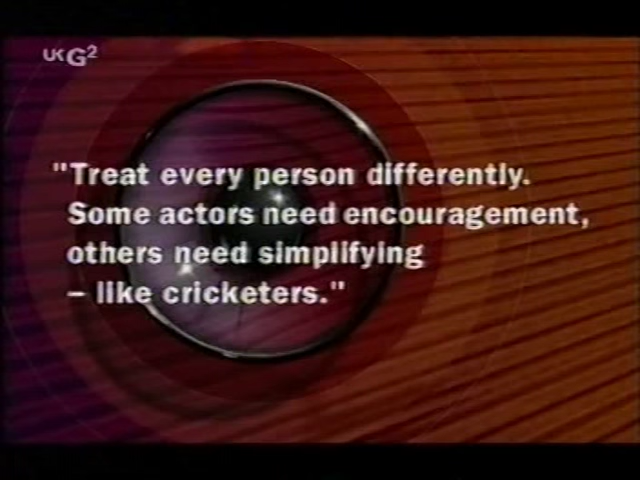 UKG²
"Treat every person differently.
Some actors need encouragement,
others need simplifying
– like cricketers."